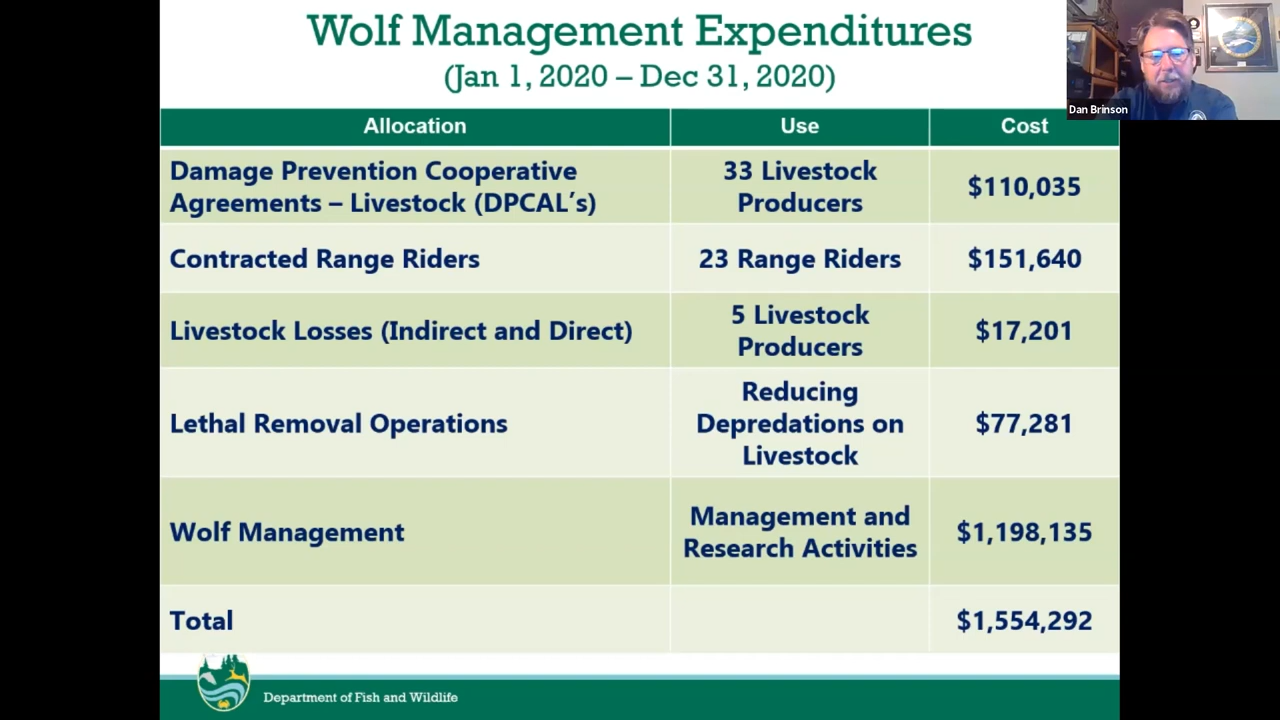 Wolf Management Expenditures
(Jan 1, 2020 – Dec 31, 2020)
Dan Brinson
Allocation Use Cost
Damage Prevention Cooperative
Agreements – Livestock (DPCAL’s)
33 Livestock
Producers
$110,035
Contracted Range Riders
23 Range Riders
$151,640
Livestock Losses (Indirect and Direct)
5 Livestock
Producers
$17,201
Lethal Removal Operations
Reducing
Depredations on
Livestock
$77,281
Wolf Management
Management and
Research Activities
$1,198,135
Total
$1,554,292
Department of Fish and Wildlife